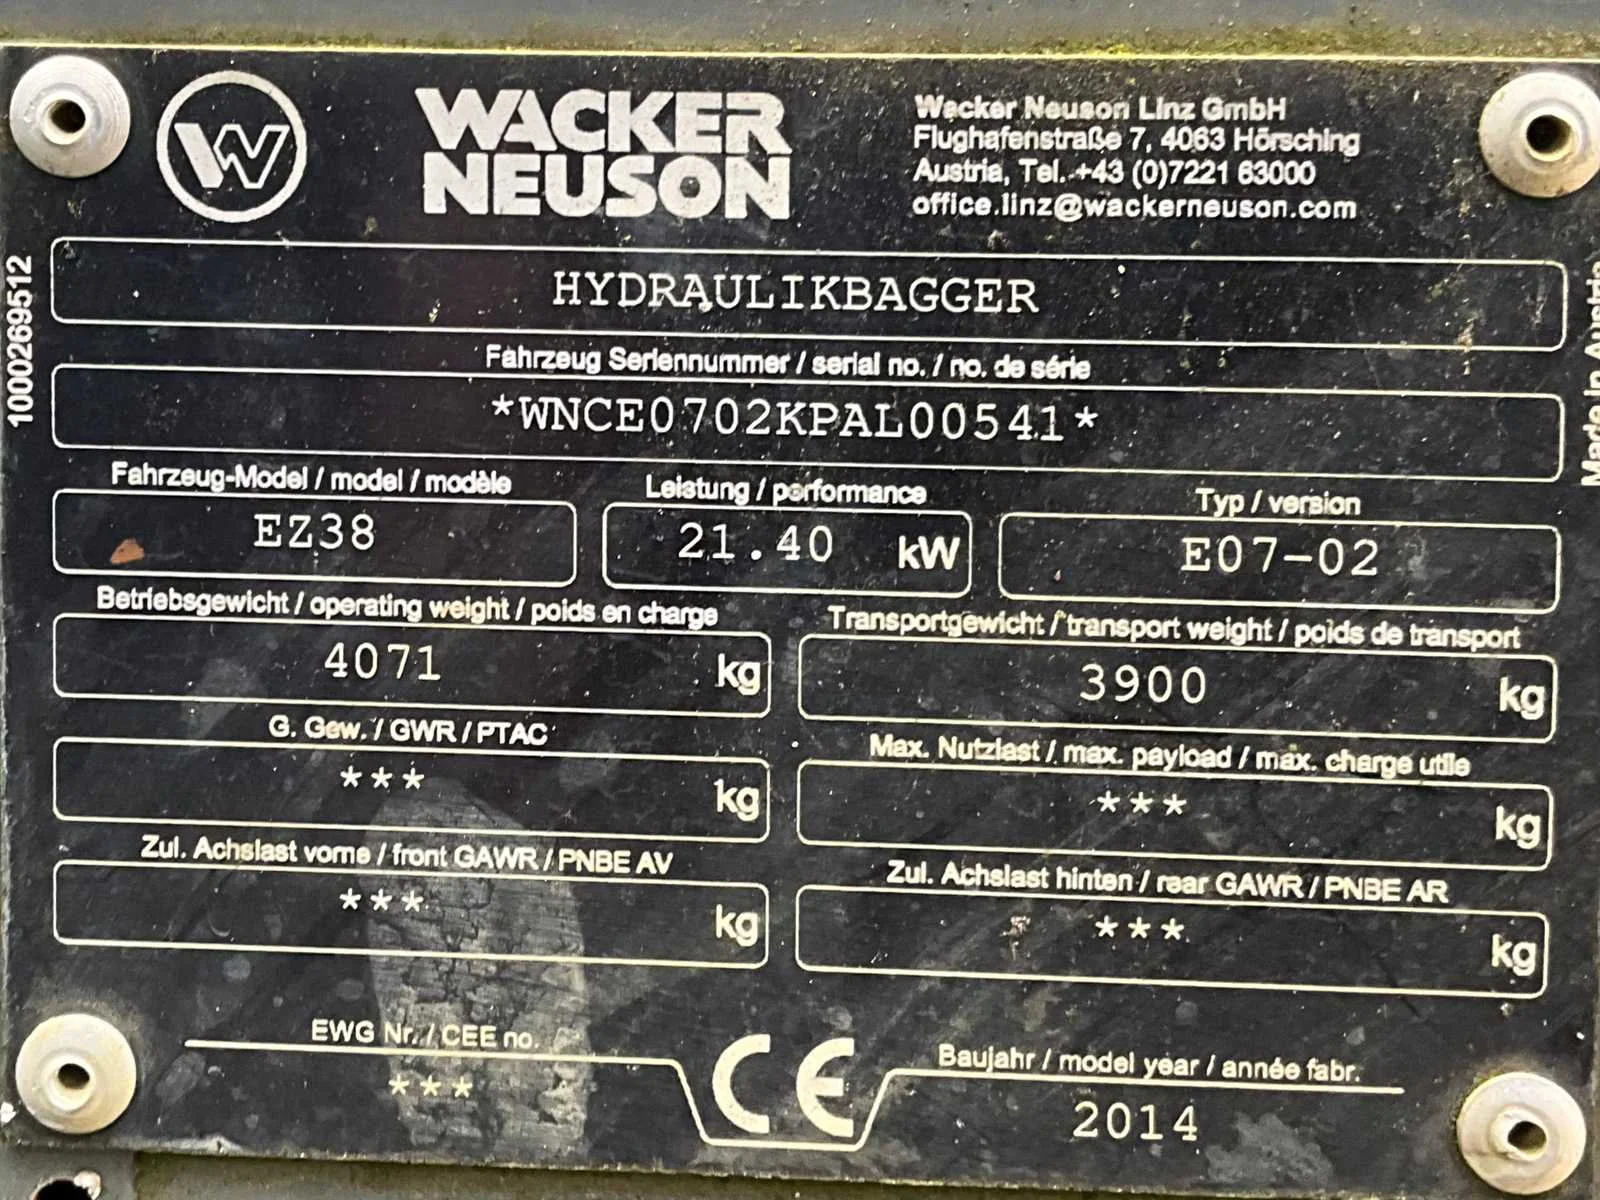 W
WACKER
NEUSON
Wacker Neuson Linz GmbH
Flughafenstraße 7, 4063 Hörsching
Austria, Tel. +43 (0)7221 63000
office.linz@wackerneuson.com
1000269512
HYDRAULIKBAGGER
Made in Austria
Fahrzeug Seriennummer / serial no. / no. de série
*WNCE0702KPAL00541*
Fahrzeug-Model / model / modèle
EZ38
Leistung / performance
21.40 kW
Typ / version
E07-02
Betriebsgewicht / operating weight / poids en charge
4071 kg
Transportgewicht / transport weight / poids de transport
3900 kg
G. Gew. / GWR / PTAC
*** kg
Max. Nutzlast / max. payload / max. charge utile
*** kg
Zul. Achslast vorne / front GAWR / PNBE AV
*** kg
Zul. Achslast hinten / rear GAWR / PNBE AR
*** kg
EWG Nr. / CEE no.
***
CE
Baujahr / model year / année fabr.
2014